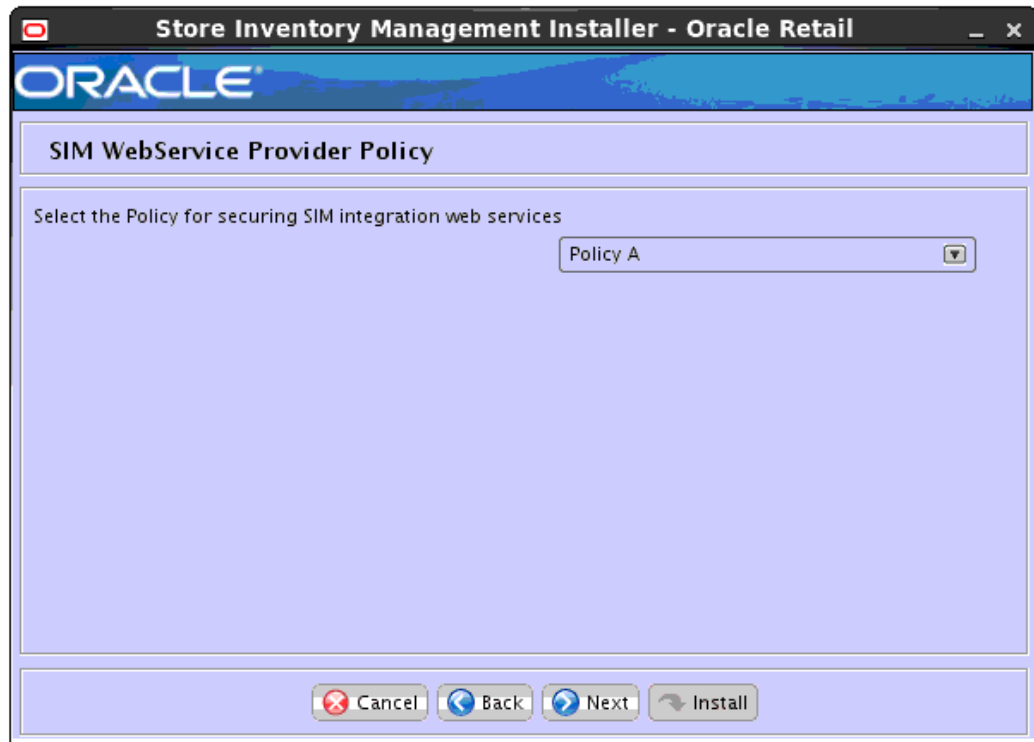 Store Inventory Management Installer - Oracle Retail
ORACLE
SIM WebService Provider Policy
Select the Policy for securing SIM integration web services
Policy A
Cancel Back Next Install